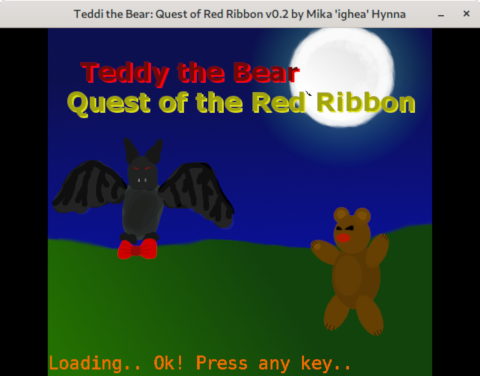 Teddi the Bear: Quest of Red Ribbon v0.2 by Mika 'ighea' Hynna
Teddy the Bear
Quest of the Red Ribbon
Loading.. Ok! Press any key..